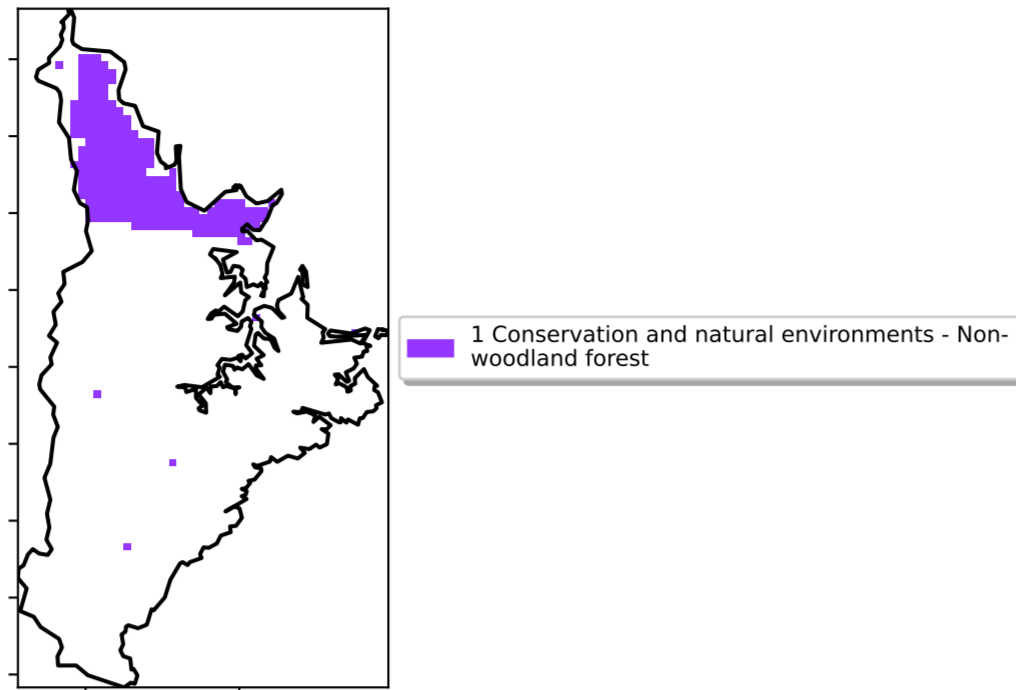 1 Conservation and natural environments - Non-
woodland forest